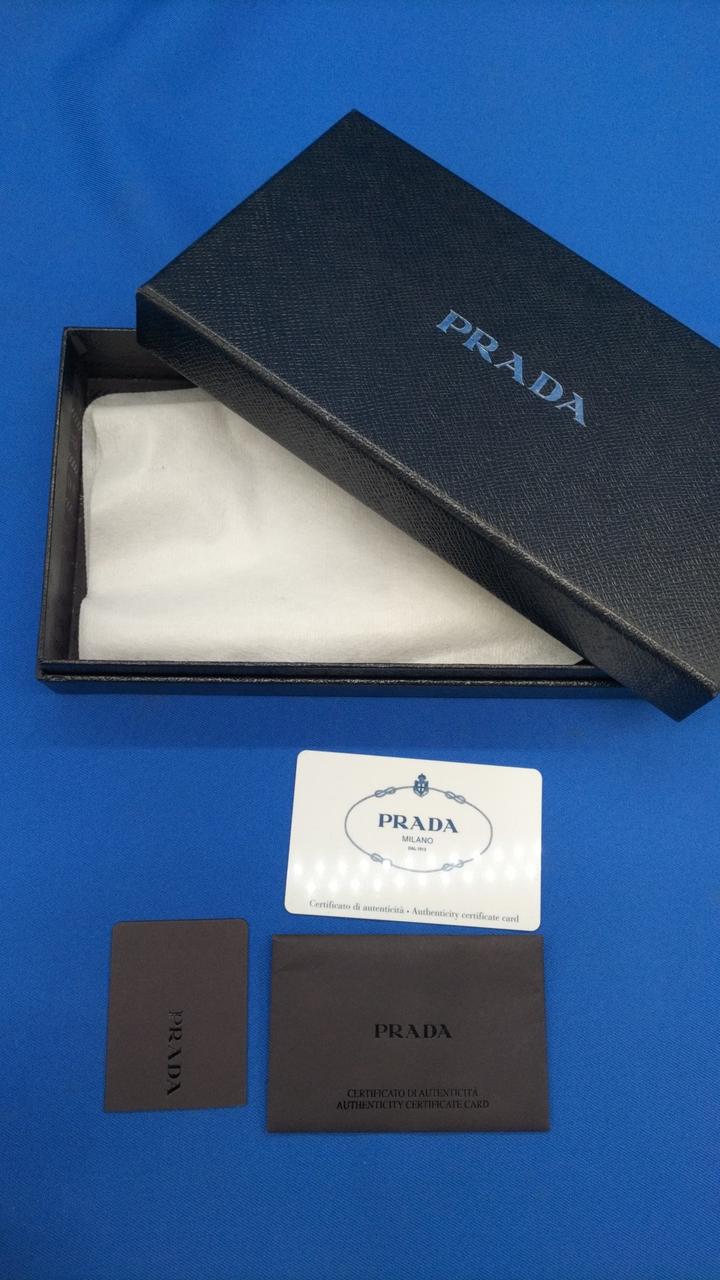 PRADA
PRADA
MILANO
DAL 1913
Certificato di autenticità • Authenticity certificate card
PRADA
PRADA
CERTIFICATO DI AUTENTICITÀ
AUTHENTICITY CERTIFICATE CARD